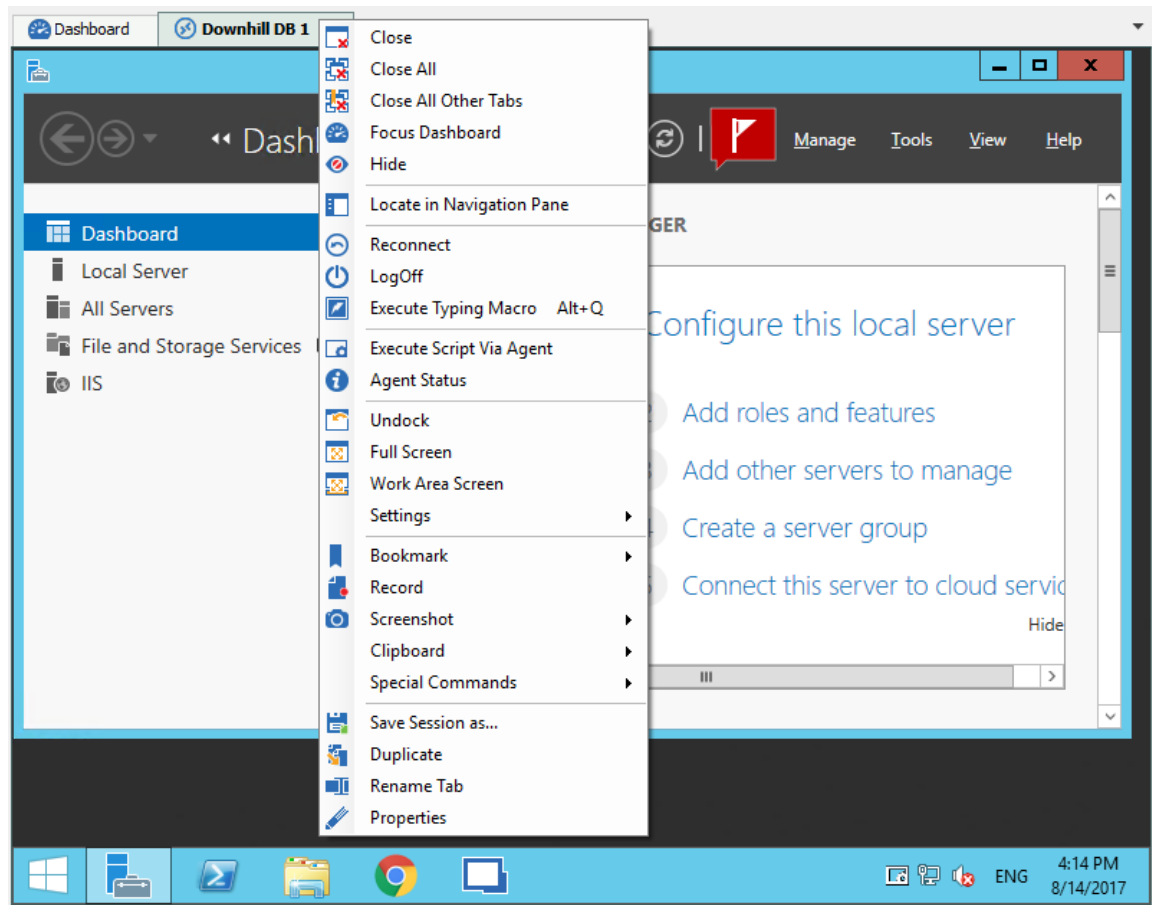 Dashboard
Downhill DB 1
Close
Close All
Close All Other Tabs
Focus Dashboard
Hide
Locate in Navigation Pane
Reconnect
LogOff
Execute Typing Macro Alt+Q
Execute Script Via Agent
Agent Status
Undock
Full Screen
Work Area Screen
Settings
Bookmark
Record
Screenshot
Clipboard
Special Commands
Save Session as...
Duplicate
Rename Tab
Properties
Dashl
Manage Tools View Help
Dashboard
Local Server
All Servers
File and Storage Services
IIS
GER
Configure this local server
2 Add roles and features
3 Add other servers to manage
4 Create a server group
5 Connect this server to cloud servic
Hide
ENG
4:14 PM
8/14/2017